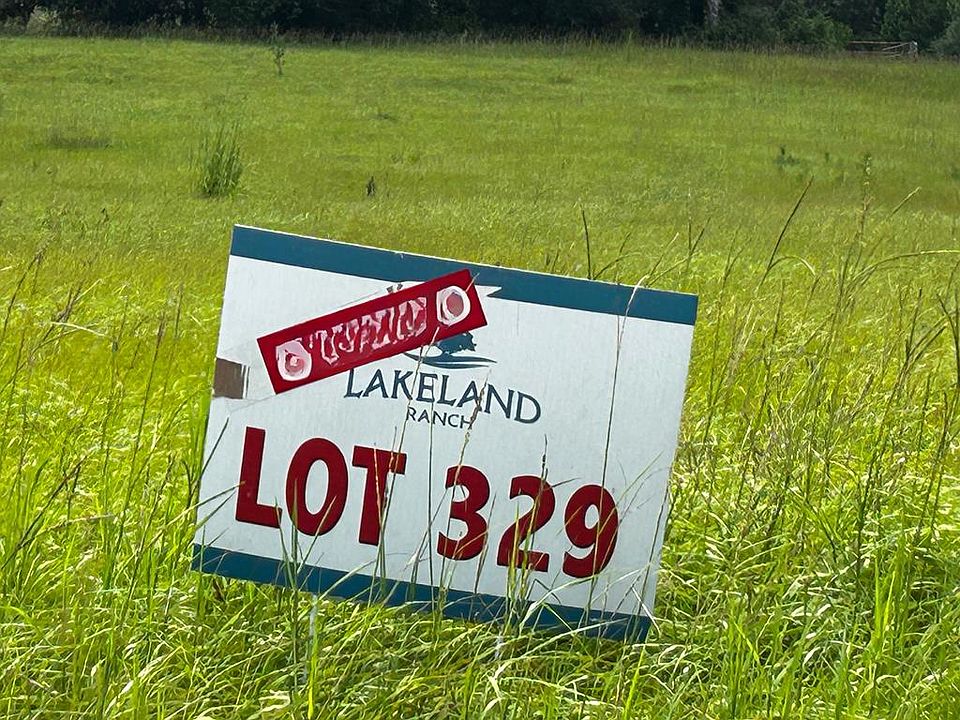 LAKELAND
RANCH
LOT 329